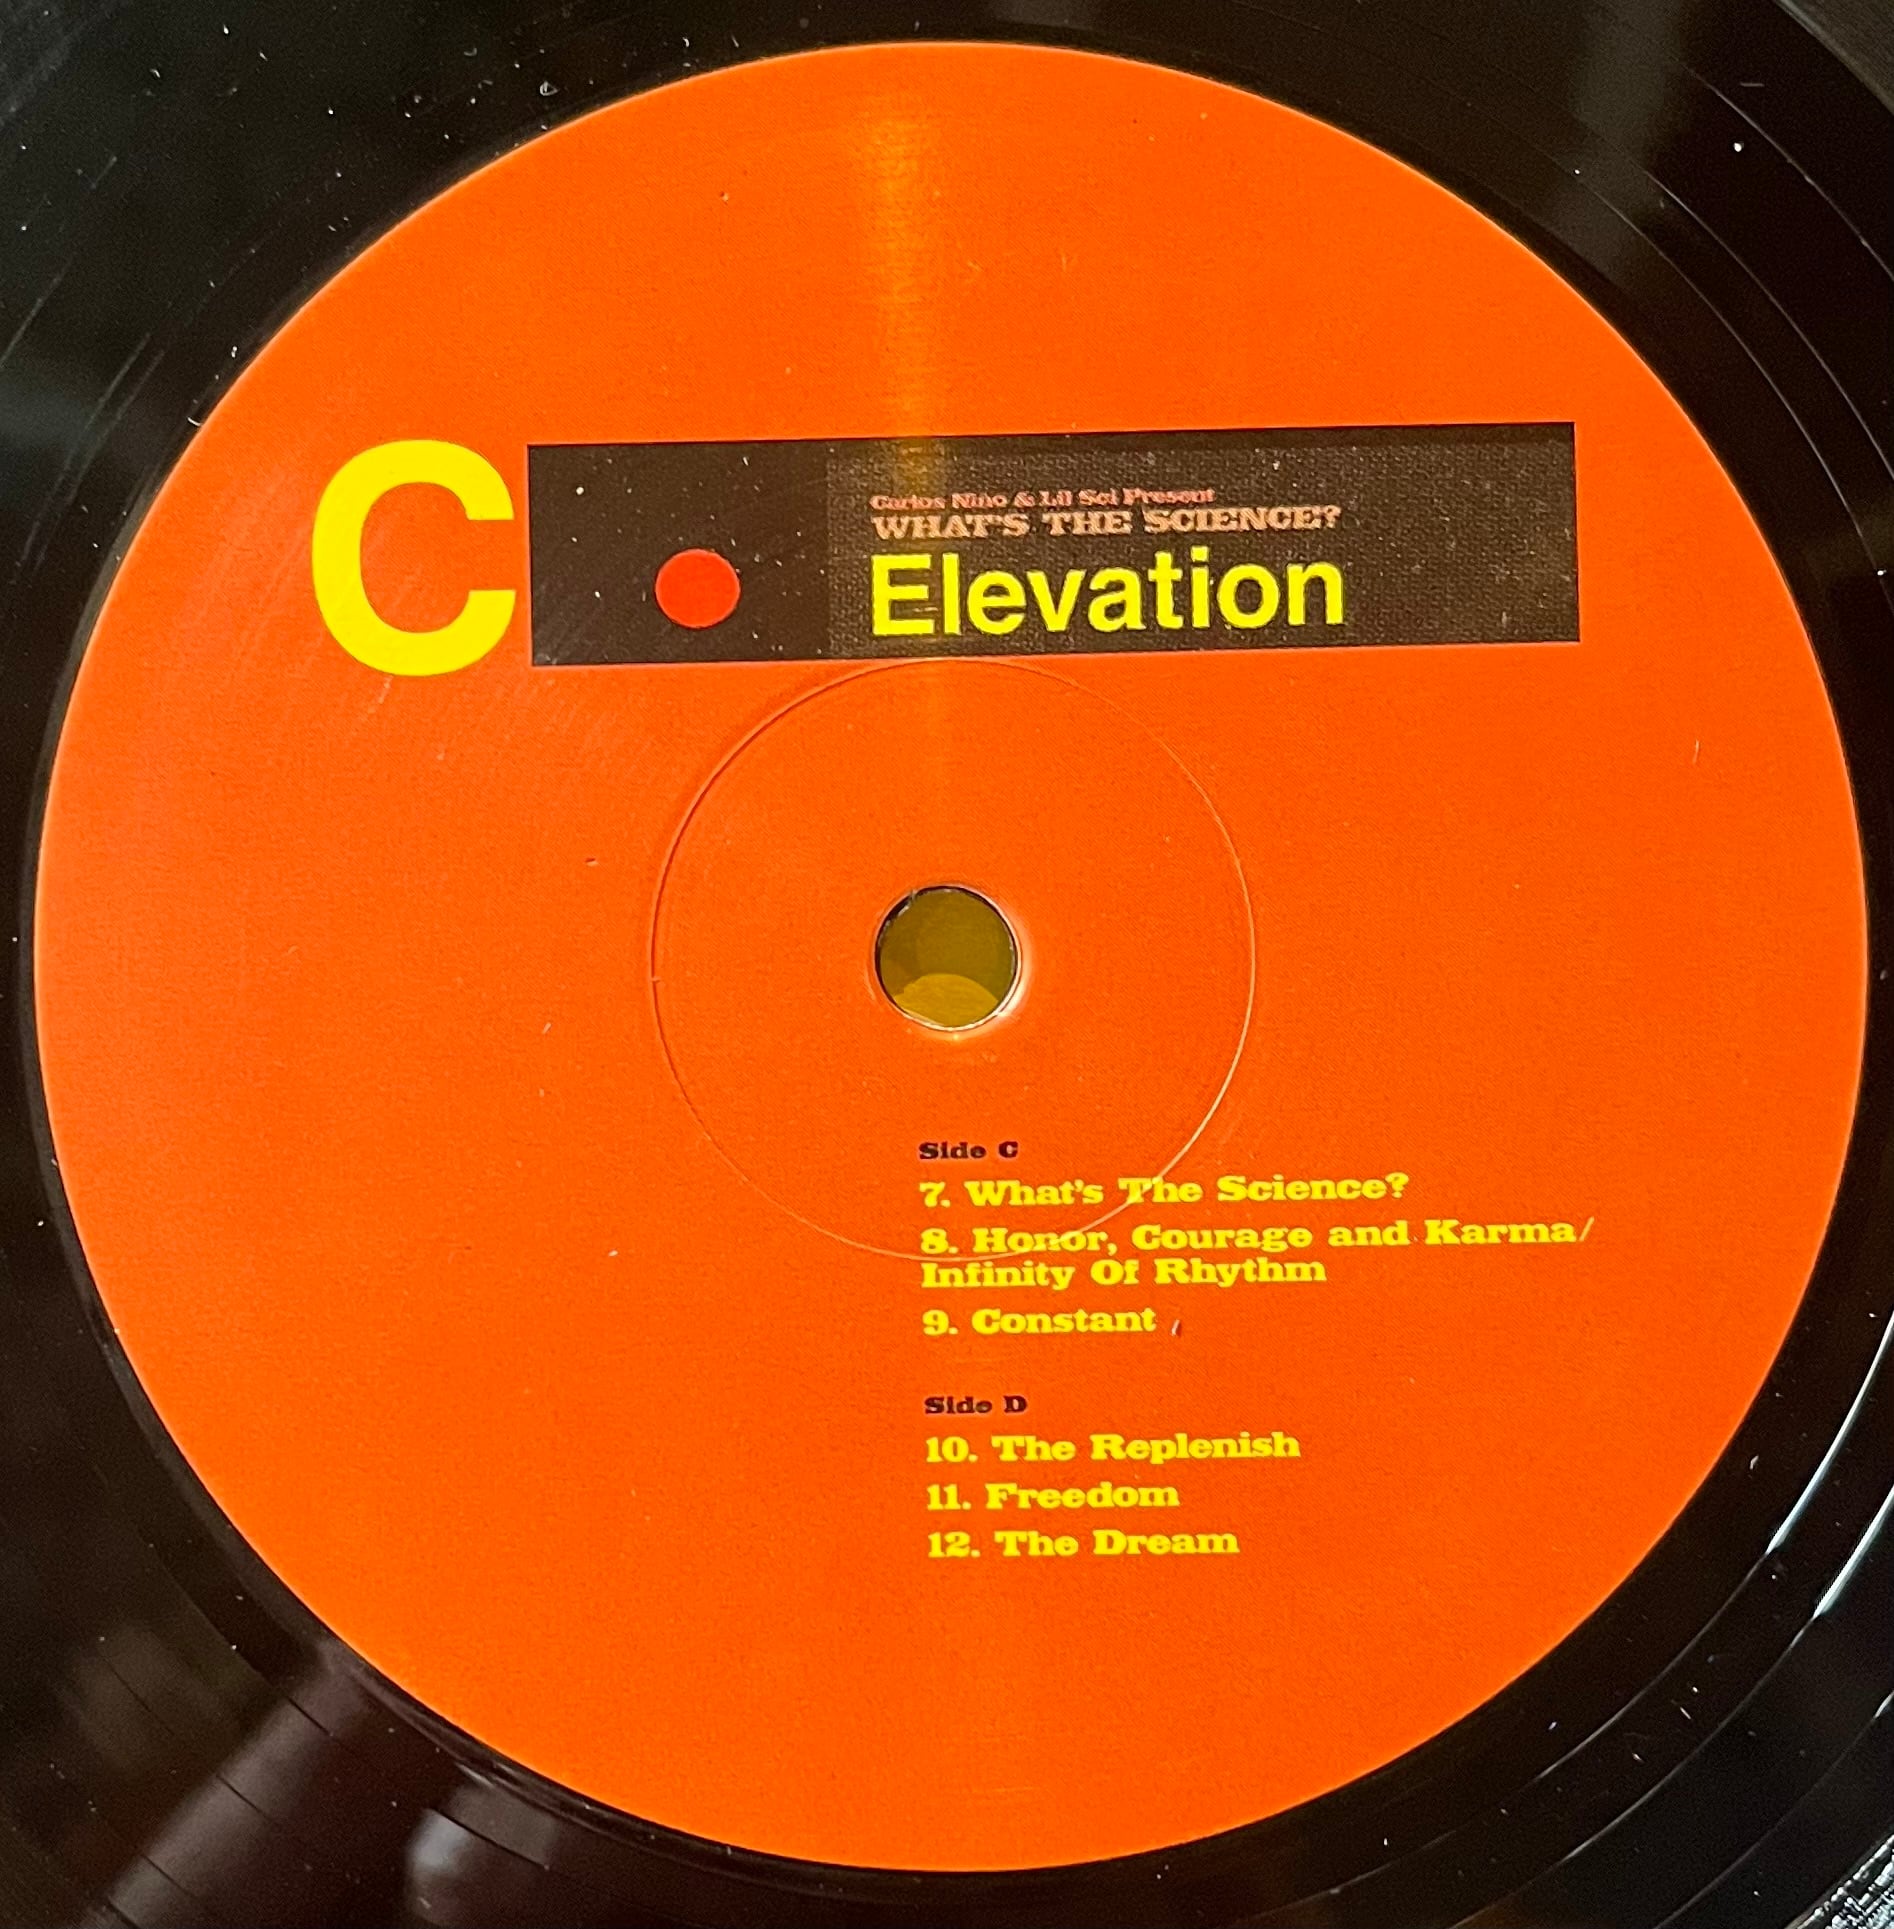 C
Carlos Nino & Lil Sci Present
WHAT'S THE SCIENCE?
Elevation
Side C
7. What's The Science?
8. Honor, Courage and Karma/
Infinity Of Rhythm
9. Constant
Side D
10. The Replenish
11. Freedom
12. The Dream